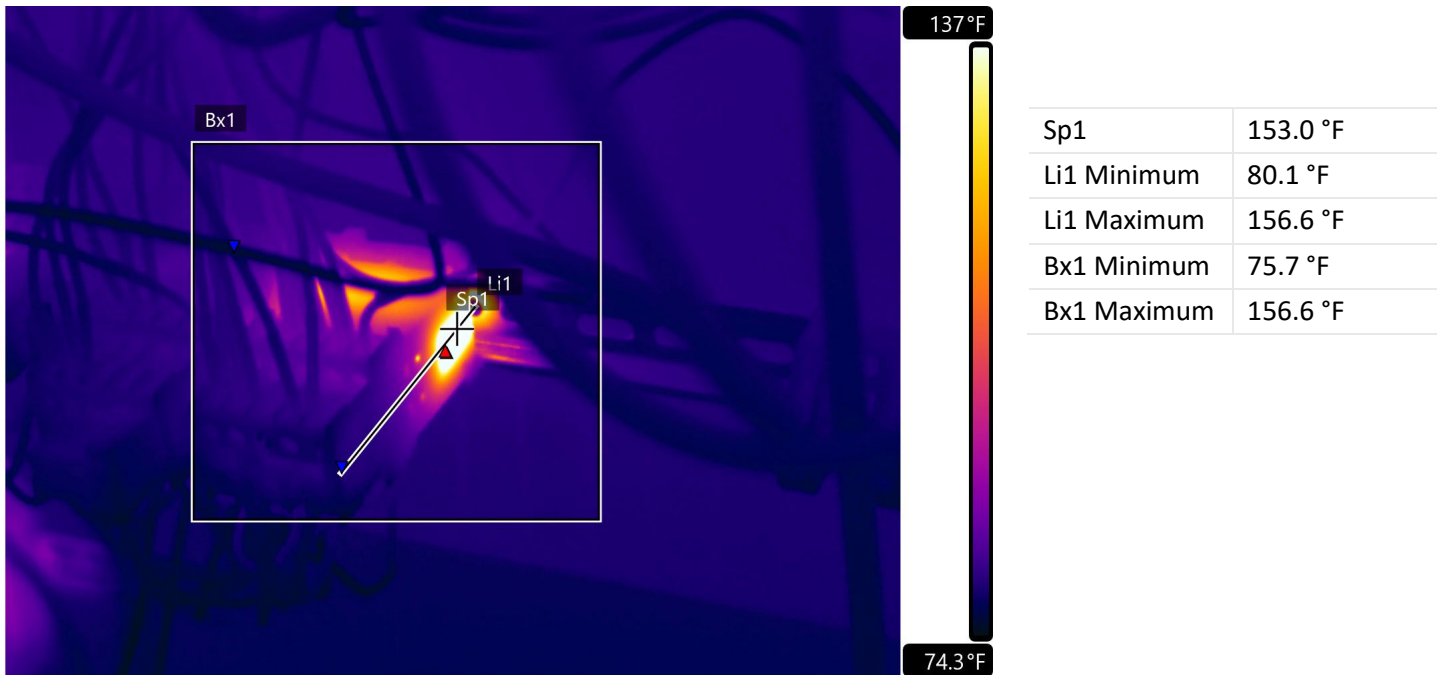 Bx1
Li1
Sp1
137°F
74.3°F
Sp1 153.0 °F
Li1 Minimum 80.1 °F
Li1 Maximum 156.6 °F
Bx1 Minimum 75.7 °F
Bx1 Maximum 156.6 °F